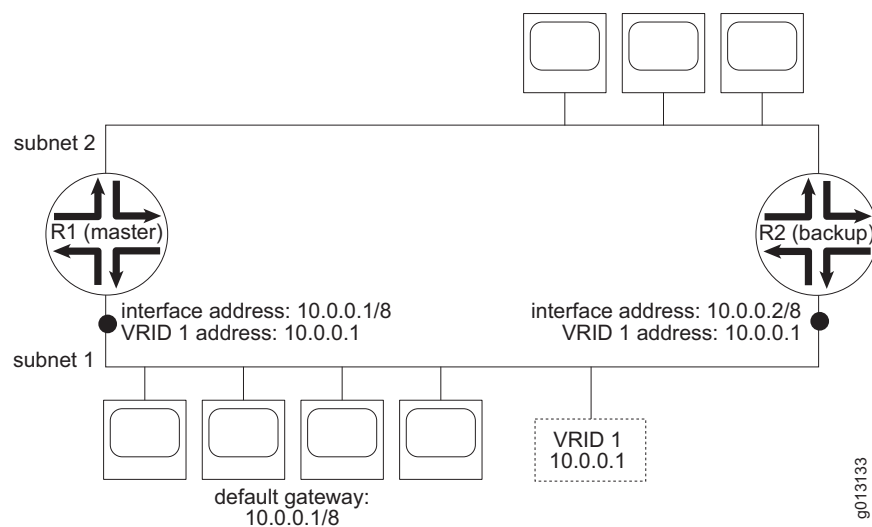 subnet 2
R1 (master)
R2 (backup)
interface address: 10.0.0.1/8
VRID 1 address: 10.0.0.1
interface address: 10.0.0.2/8
VRID 1 address: 10.0.0.1
subnet 1
VRID 1
10.0.0.1
default gateway:
10.0.0.1/8
g013133